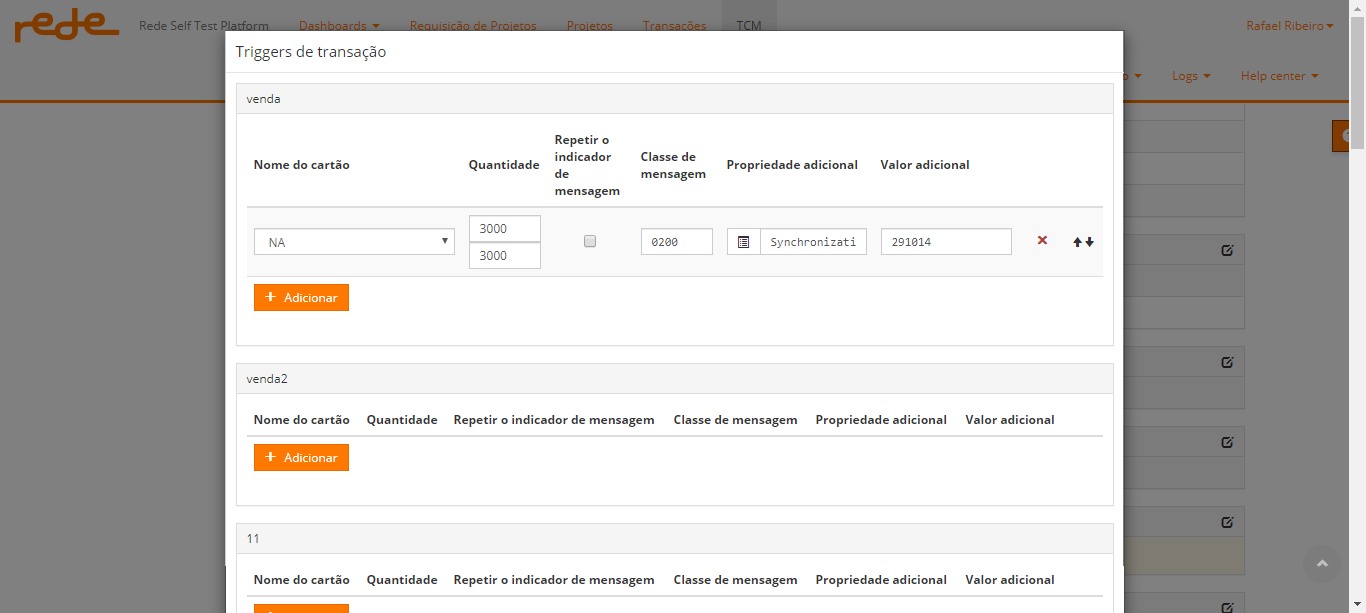 rede
Rede Self Test Platform
Dashboards
Requisição de Projetos
Projetos
Transações
TCM
Rafael Ribeiro
Logs
Help center
Triggers de transação
venda
Nome do cartão
Quantidade
Repetir o
indicador
de
mensagem
Classe de
mensagem
Propriedade adicional
Valor adicional
NA
3000
3000
0200
Synchronizati
291014
+ Adicionar
venda2
Nome do cartão
Quantidade
Repetir o indicador de mensagem
Classe de mensagem
Propriedade adicional
Valor adicional
+ Adicionar
11
Nome do cartão
Quantidade
Repetir o indicador de mensagem
Classe de mensagem
Propriedade adicional
Valor adicional